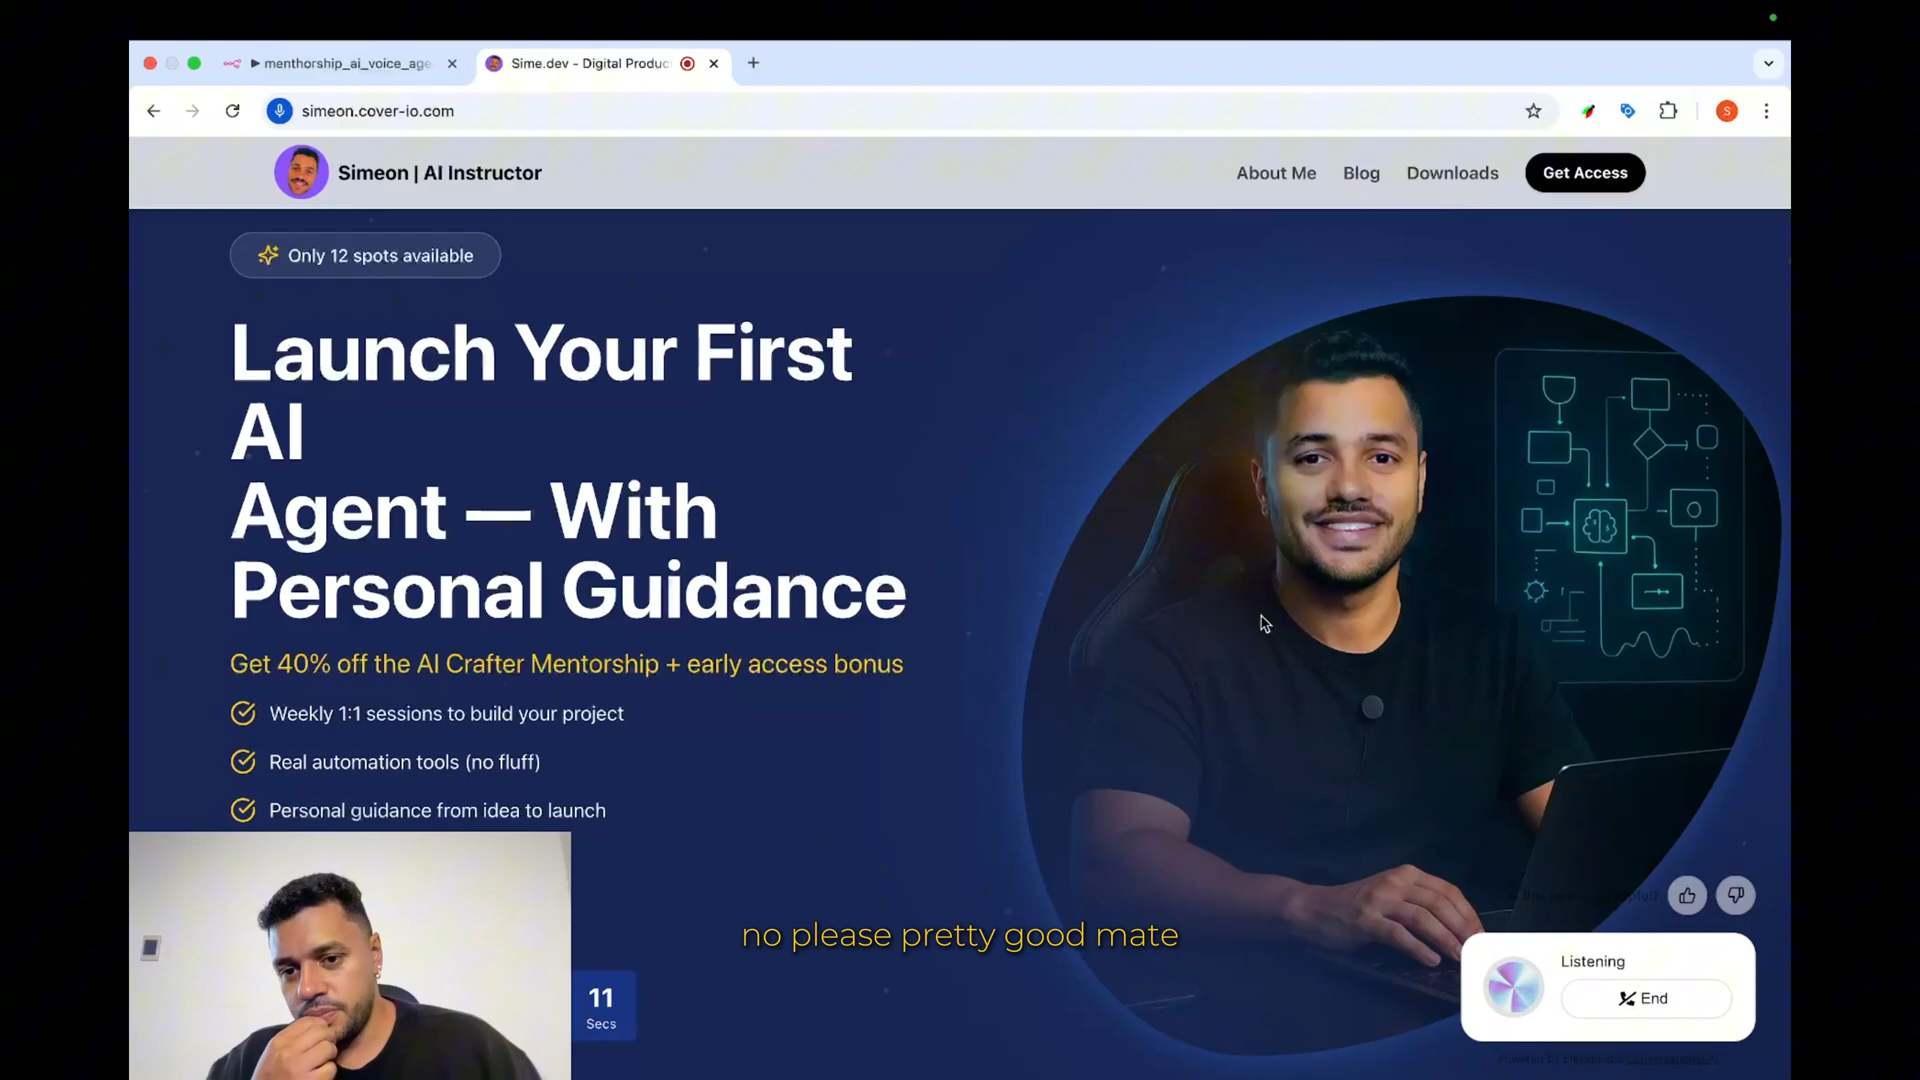 menthorship_ai_voice_age
Sime.dev - Digital Produc
simeon.cover-io.com
S
Simeon | AI Instructor
About Me
Blog
Downloads
Get Access
Only 12 spots available
Launch Your First
AI
Agent — With
Personal Guidance
Get 40% off the AI Crafter Mentorship + early access bonus
Weekly 1:1 sessions to build your project
Real automation tools (no fluff)
Personal guidance from idea to launch
no please pretty good mate
11
Secs
Listening
End